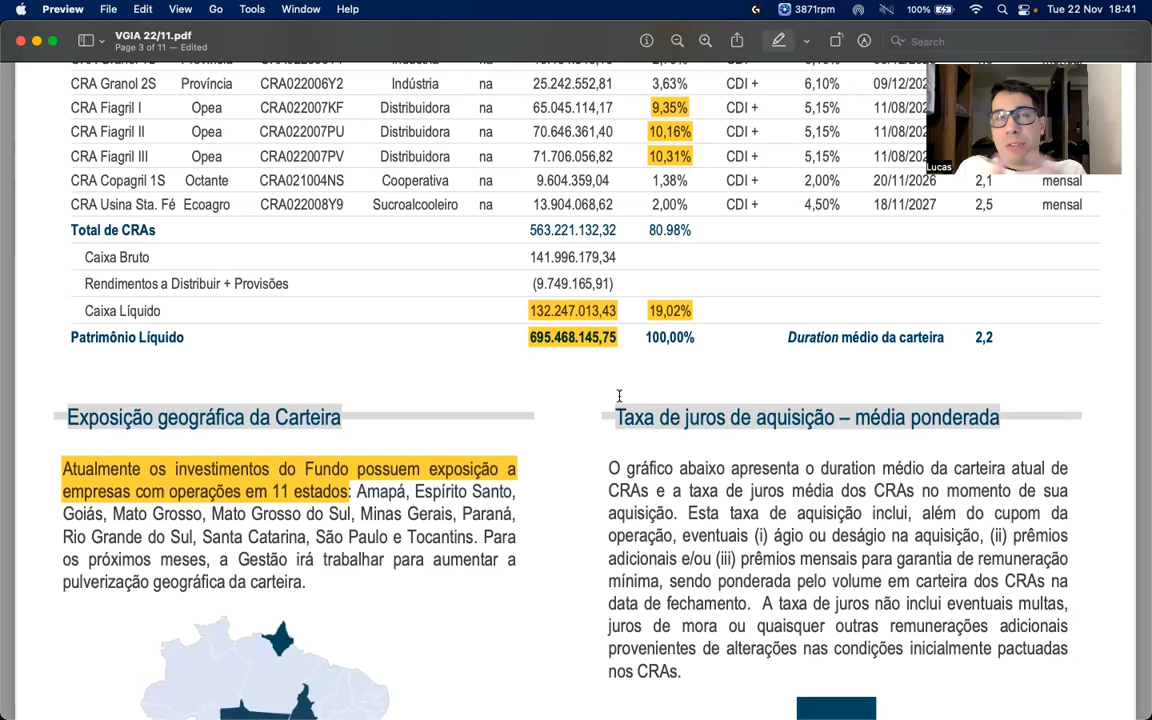 Preview File Edit View Go Tools Window Help 3871rpm 100% Tue 22 Nov 18:41
VGIA 22/11.pdf
Page 3 of 11 – Edited
Search
CRA Granol 2S Província CRA022006Y2 Indústria na 25.242.552,81 3,63% CDI + 6,10% 09/12/202
CRA Fiagril I Opea CRA022007KF Distribuidora na 65.045.114,17 9,35% CDI + 5,15% 11/08/202
CRA Fiagril II Opea CRA022007PU Distribuidora na 70.646.361,40 10,16% CDI + 5,15% 11/08/202
CRA Fiagril III Opea CRA022007PV Distribuidora na 71.706.056,82 10,31% CDI + 5,15% 11/08/202
Lucas
CRA Copagril 1S Octante CRA021004NS Cooperativa na 9.604.359,04 1,38% CDI + 2,00% 20/11/2026 2,1 mensal
CRA Usina Sta. Fé Ecoagro CRA022008Y9 Sucroalcooleiro na 13.904.068,62 2,00% CDI + 4,50% 18/11/2027 2,5 mensal
Total de CRAs 563.221.132,32 80.98%
Caixa Bruto 141.996.179,34
Rendimentos a Distribuir + Provisões (9.749.165,91)
Caixa Líquido 132.247.013,43 19,02%
Patrimônio Líquido 695.468.145,75 100,00% Duration médio da carteira 2,2
Exposição geográfica da Carteira
Atualmente os investimentos do Fundo possuem exposição a
empresas com operações em 11 estados: Amapá, Espírito Santo,
Goiás, Mato Grosso, Mato Grosso do Sul, Minas Gerais, Paraná,
Rio Grande do Sul, Santa Catarina, São Paulo e Tocantins. Para
os próximos meses, a Gestão irá trabalhar para aumentar a
pulverização geográfica da carteira.
Taxa de juros de aquisição – média ponderada
O gráfico abaixo apresenta o duration médio da carteira atual de
CRAs e a taxa de juros média dos CRAs no momento de sua
aquisição. Esta taxa de aquisição inclui, além do cupom da
operação, eventuais (i) ágio ou deságio na aquisição, (ii) prêmios
adicionais e/ou (iii) prêmios mensais para garantia de remuneração
mínima, sendo ponderada pelo volume em carteira dos CRAs na
data de fechamento. A taxa de juros não inclui eventuais multas,
juros de mora ou quaisquer outras remunerações adicionais
provenientes de alterações nas condições inicialmente pactuadas
nos CRAs.